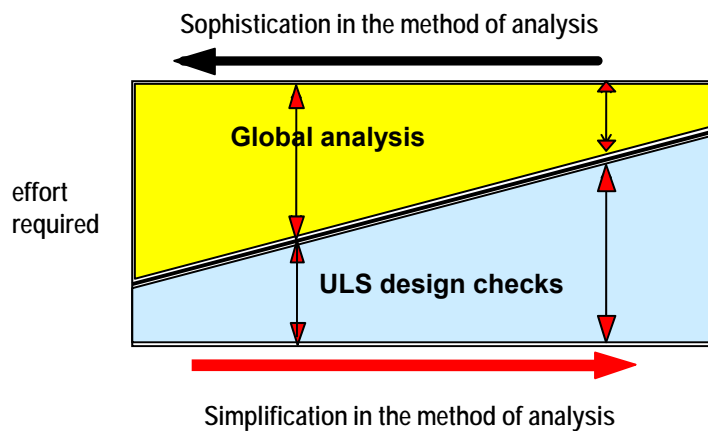 Sophistication in the method of analysis
Global analysis
effort
required
ULS design checks
Simplification in the method of analysis